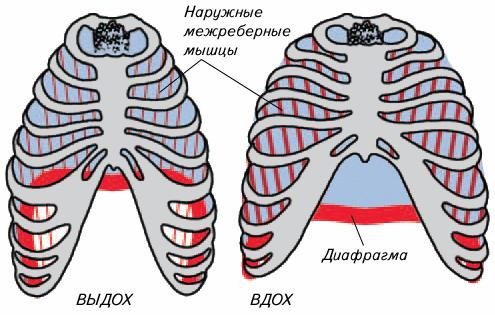 Наружные
межреберные
мышцы
Диафрагма
ВЫДОХ
ВДОХ